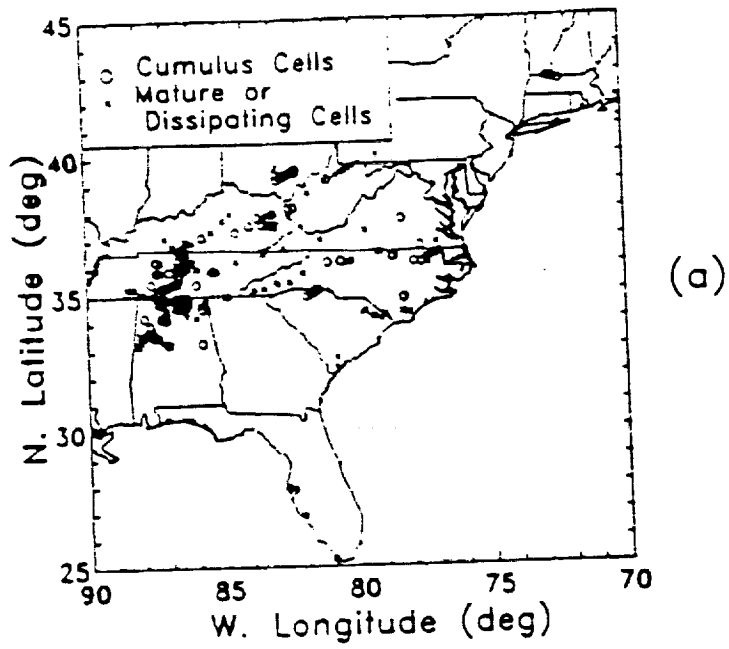 45
Cumulus Cells
Mature or
Dissipating Cells
40
35
30
25
N. Latitude (deg)
90 85 80 75 70
W. Longitude (deg)
(a)